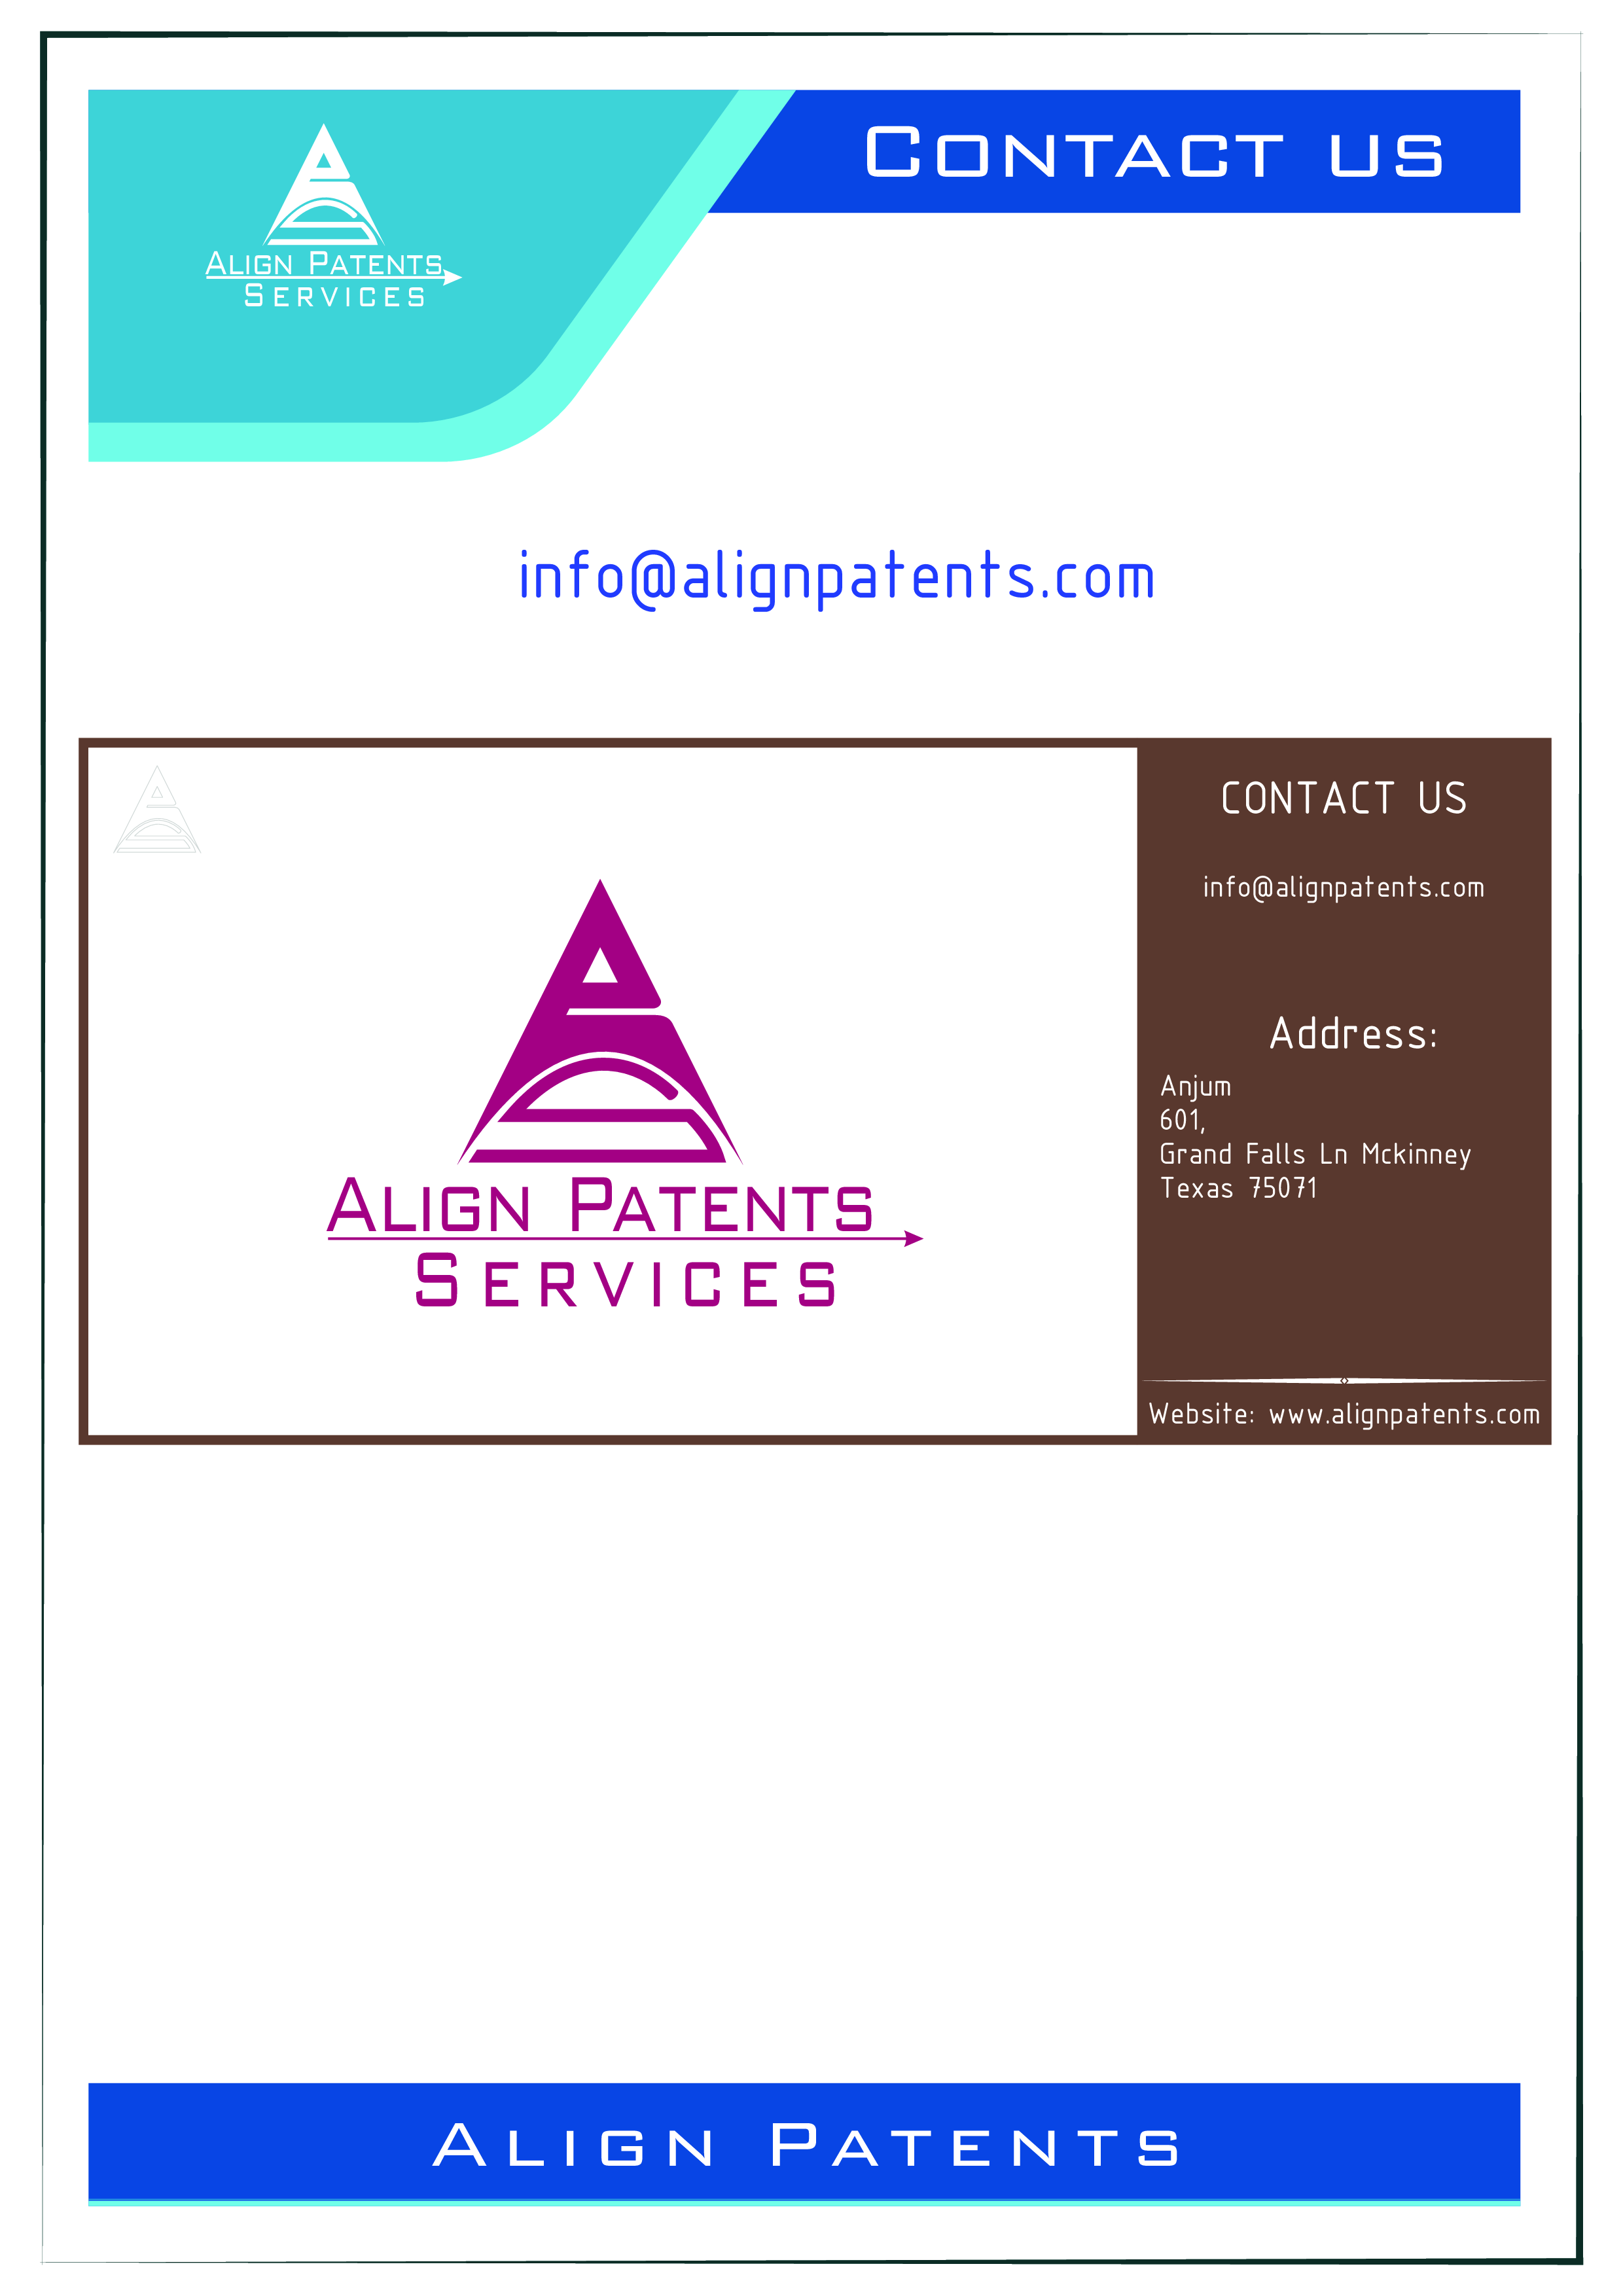 Contact us
Align Patents
Services
info@alignpatents.com
CONTACT US
info@alignpatents.com
Address:
Anjum
601,
Grand Falls Ln Mckinney
Texas 75071
Align Patents
Services
Website: www.alignpatents.com
Align Patents